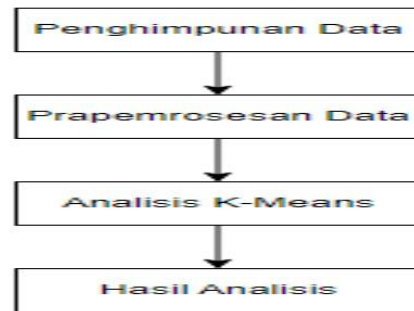 Penghimpunan Data
Prapemrosesan Data
Analisis K-Means
Hasil Analisis